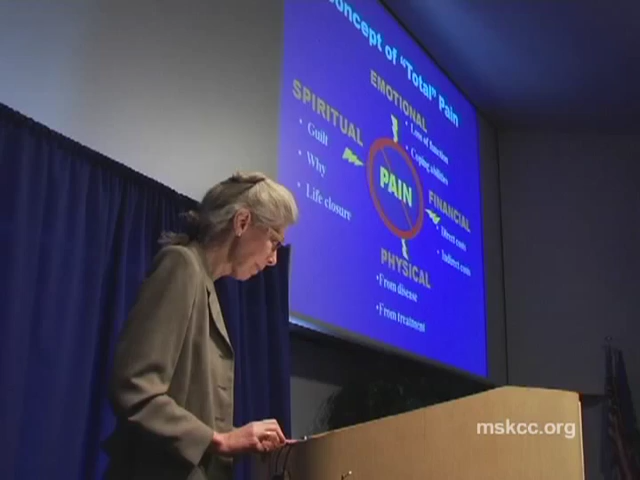 oncept of "Total" Pain
EMOTIONAL
• Loss of function
• Coping abilities
SPIRITUAL
• Guilt
• Why
• Life closure
PAIN
FINANCIAL
• Direct costs
• Indirect costs
PHYSICAL
•From disease
•From treatment
mskcc.org